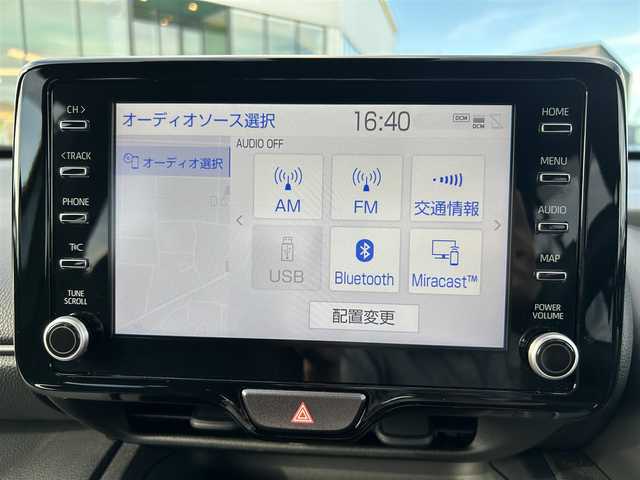 CH >
<TRACK
PHONE
T*C
TUNE
SCROLL
オーディオソース選択
16:40
DCM
DCM
オーディオ選択
AUDIO OFF
AM
FM
交通情報
USB
Bluetooth
Miracast™
配置変更
HOME
MENU
AUDIO
MAP
POWER
VOLUME